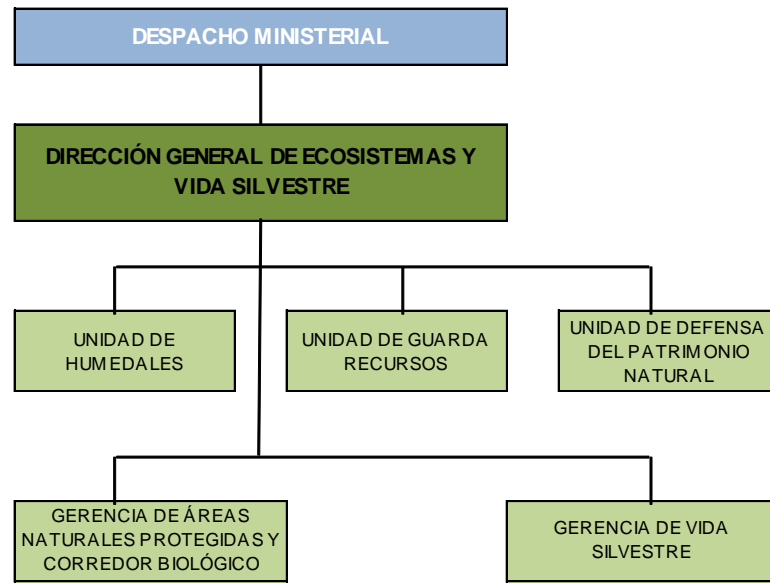 DESPACHO MINISTERIAL
DIRECCIÓN GENERAL DE ECOSISTEMAS Y
VIDA SILVESTRE
UNIDAD DE
HUMEDALES
UNIDAD DE GUARDA
RECURSOS
UNIDAD DE DEFENSA
DEL PATRIMONIO
NATURAL
GERENCIA DE ÁREAS
NATURALES PROTEGIDAS Y
CORREDOR BIOLÓGICO
GERENCIA DE VIDA
SILVESTRE